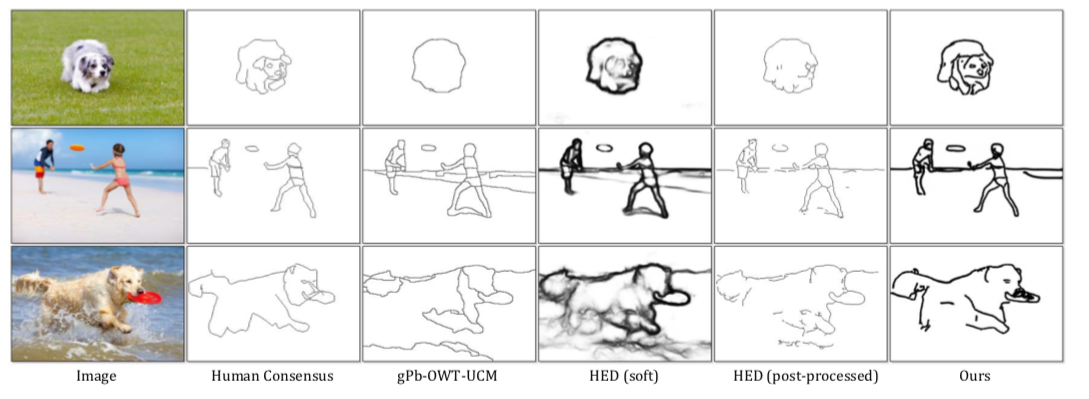 Image
Human Consensus
gPb-OWT-UCM
HED (soft)
HED (post-processed)
Ours